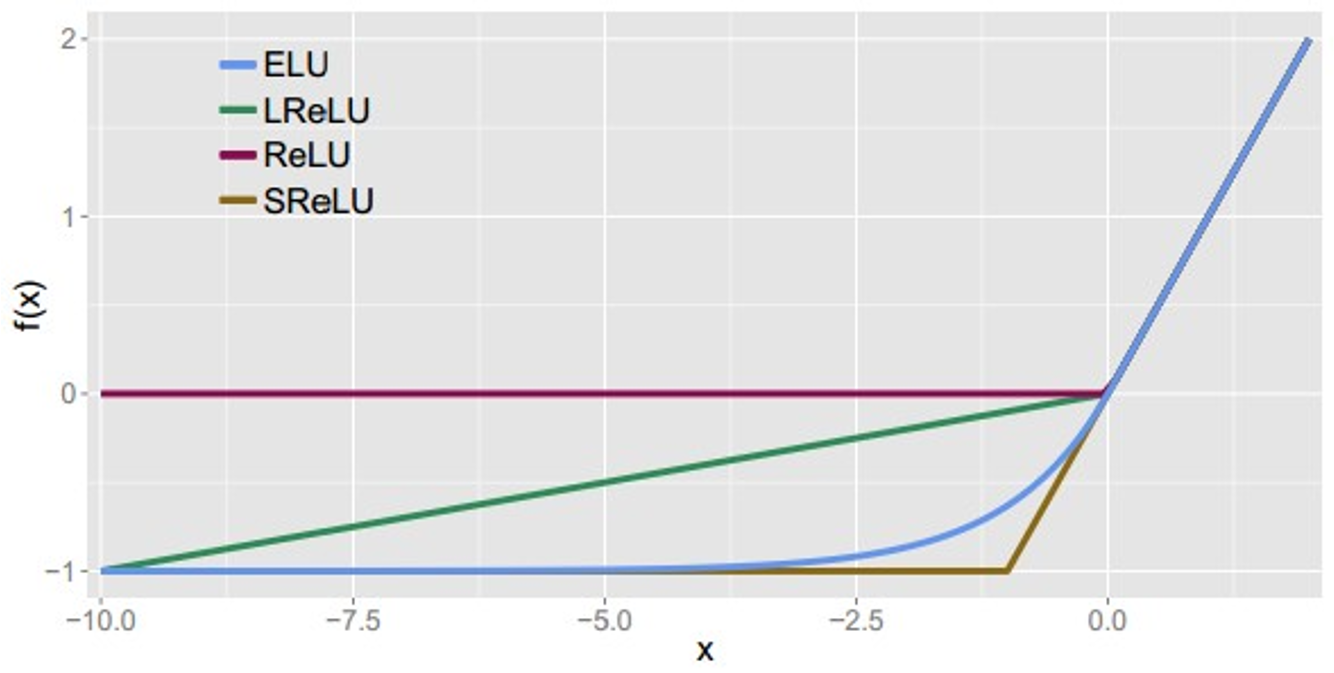 2
ELU
LReLU
ReLU
SReLU
1
f(x)
0
−1
−10.0 −7.5 −5.0 −2.5 0.0
x